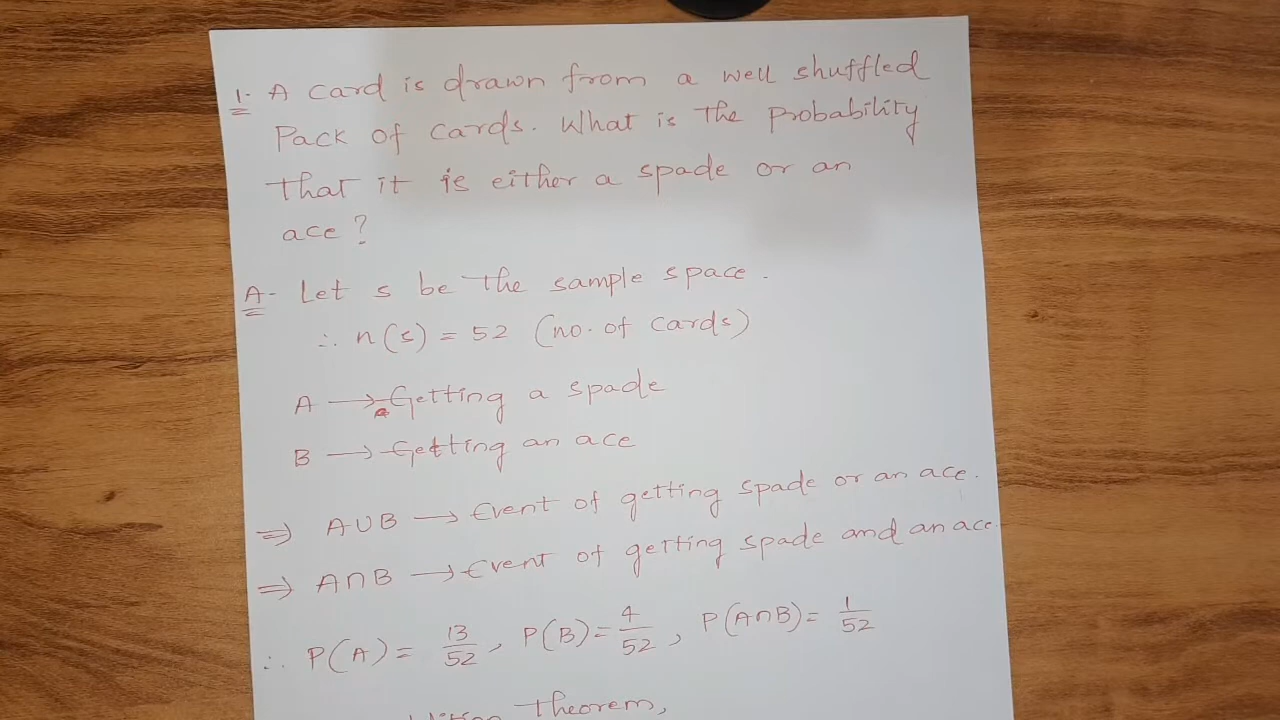 1. A card is drawn from a well shuffled
Pack of cards. What is the probability
that it is either a spade or an
ace?
A- Let s be the sample space.
∴ n(s) = 52 (no. of cards)
A → Getting a spade
B → Getting an ace
⇒ A∪B → Event of getting spade or an ace.
⇒ A∩B → Event of getting spade and an ace.
∴ P(A) = 13/52, P(B) = 4/52, P(A∩B) = 1/52
Theorem,